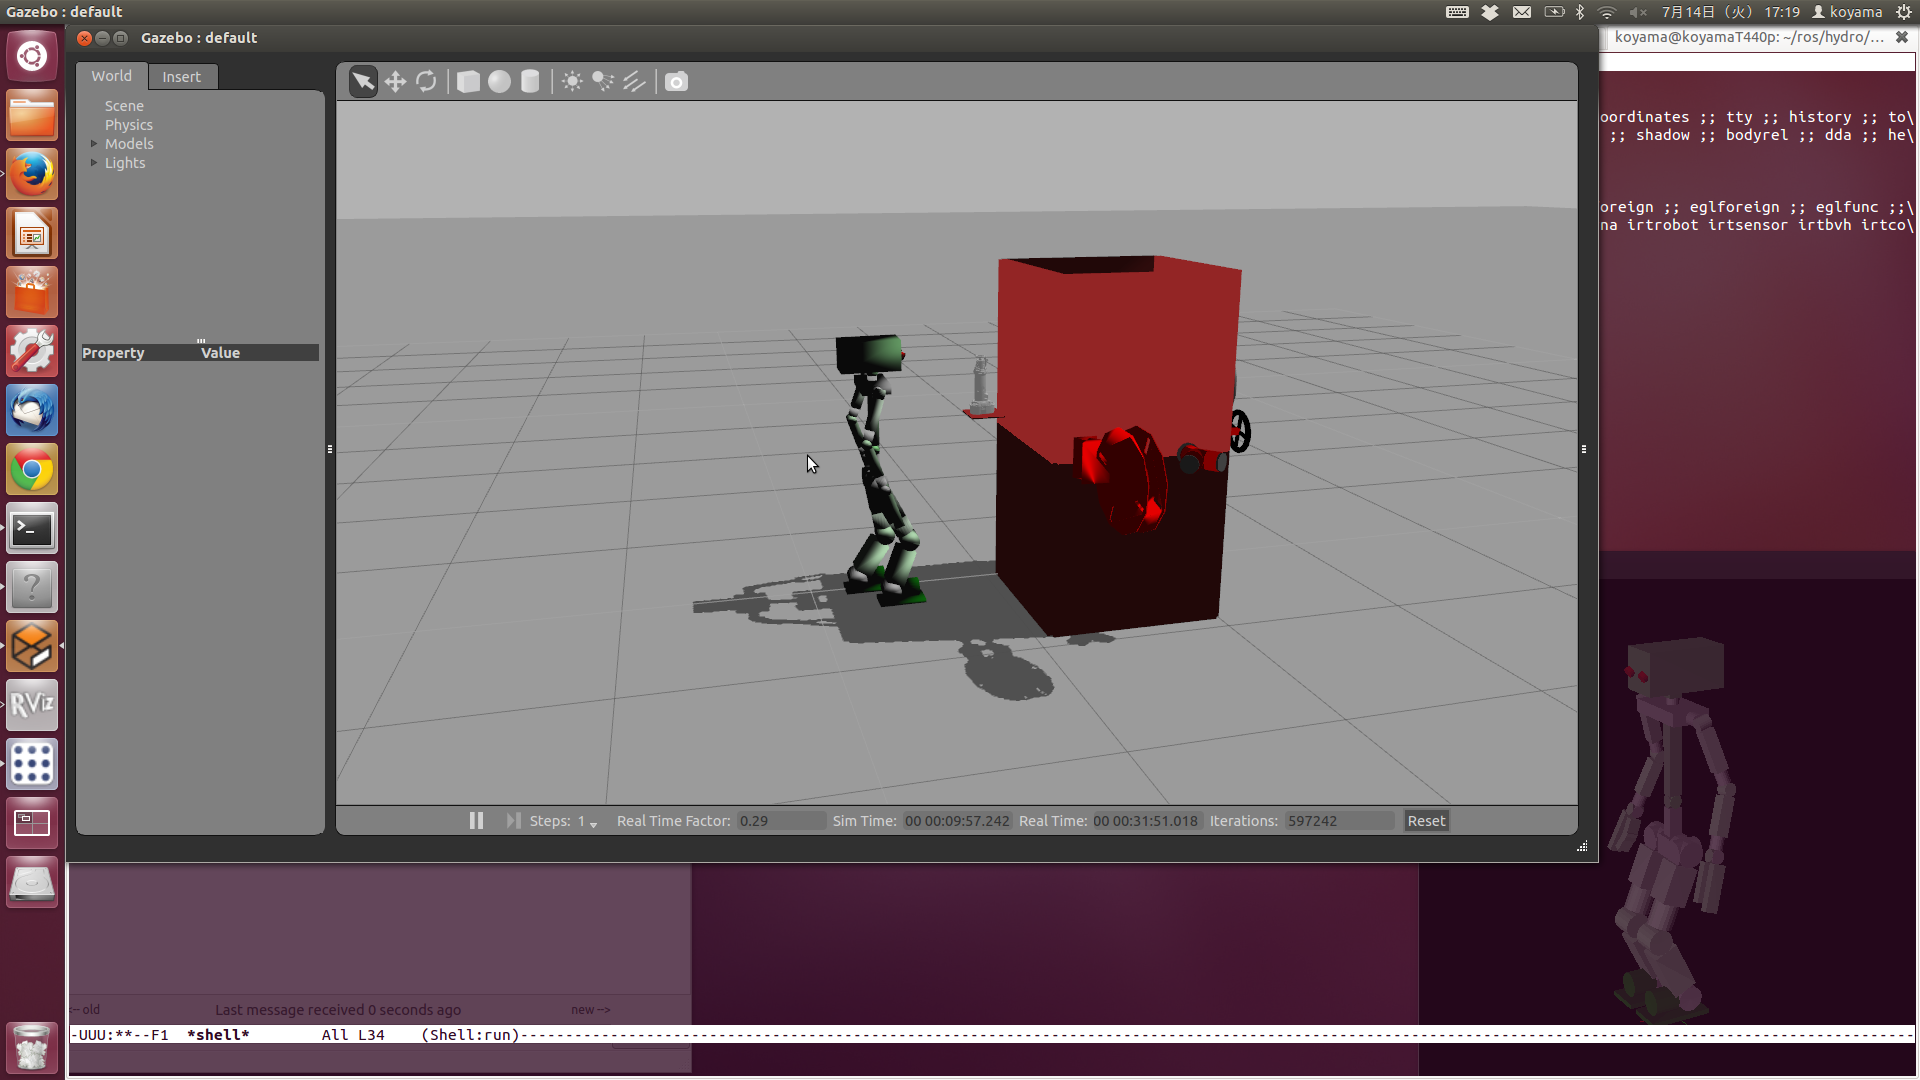 Gazebo : default
7月14日 （火） 17:19 koyama
Gazebo : default
koyama@koyamaT440p: ~/ros/hydro/...
World Insert
Scene
Physics
Models
Lights
Property Value
oordinates ;; tty ;; history ;; to\
;; shadow ;; bodyrel ;; dda ;; he\
oreign ;; eglforeign ;; eglfunc ;;\
na irtrobot irtsensor irtbvh irtco\
>_
?
RViz
Steps: 1 Real Time Factor: 0.29 Sim Time: 00 00:09:57.242 Real Time: 00 00:31:51.018 Iterations: 597242 Reset
old Last message received 0 seconds ago new -->
-UUU:**--F1 *shell* All L34 (Shell:run)